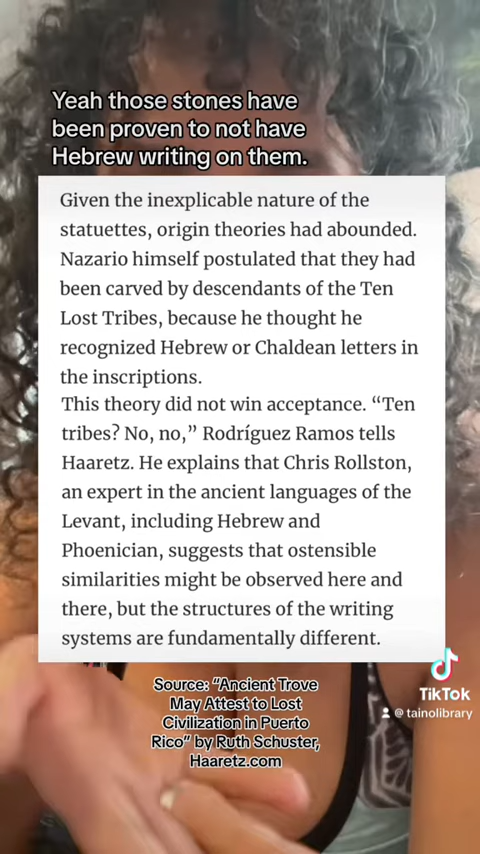 Yeah those stones have
been proven to not have
Hebrew writing on them.
Given the inexplicable nature of the
statuettes, origin theories had abounded.
Nazario himself postulated that they had
been carved by descendants of the Ten
Lost Tribes, because he thought he
recognized Hebrew or Chaldean letters in
the inscriptions.
This theory did not win acceptance. “Ten
tribes? No, no,” Rodríguez Ramos tells
Haaretz. He explains that Chris Rollston,
an expert in the ancient languages of the
Levant, including Hebrew and
Phoenician, suggests that ostensible
similarities might be observed here and
there, but the structures of the writing
systems are fundamentally different.
Source: “Ancient Trove
May Attest to Lost
Civilization in Puerto
Rico” by Ruth Schuster,
Haaretz.com
TikTok
@ tainolibrary